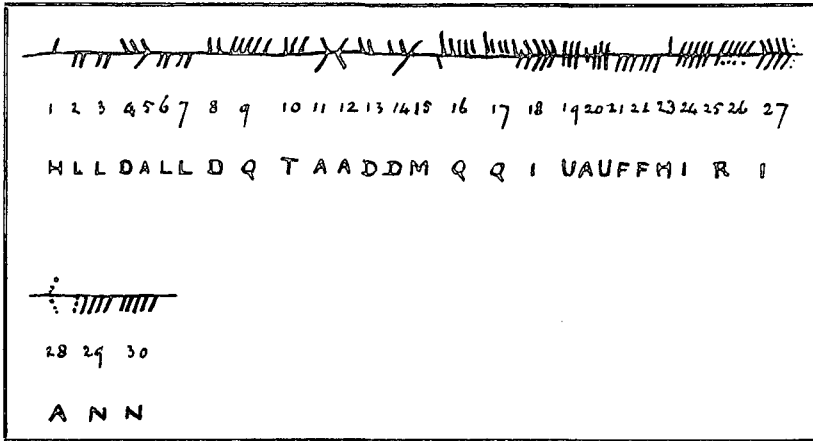 1 2 3 4 5 6 7 8 9 10 11 12 13 14 15 16 17 18 19 20 21 22 23 24 25 26 27
H L L D A L L D Q T A A D D M Q Q I U A U F F H I R I
28 29 30
A N N